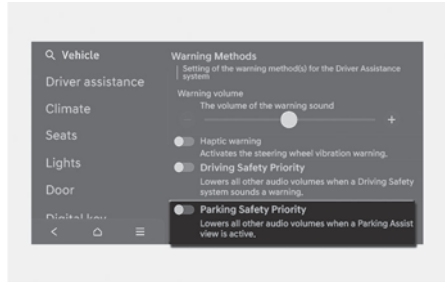 Vehicle
Driver assistance
Climate
Seats
Lights
Door
Digital key
Warning Methods
Setting of the warning method(s) for the Driver Assistance
system
Warning volume
The volume of the warning sound
Haptic warning
Activates the steering wheel vibration warning.
Driving Safety Priority
Lowers all other audio volumes when a Driving Safety
system sounds a warning.
Parking Safety Priority
Lowers all other audio volumes when a Parking Assist
view is active.